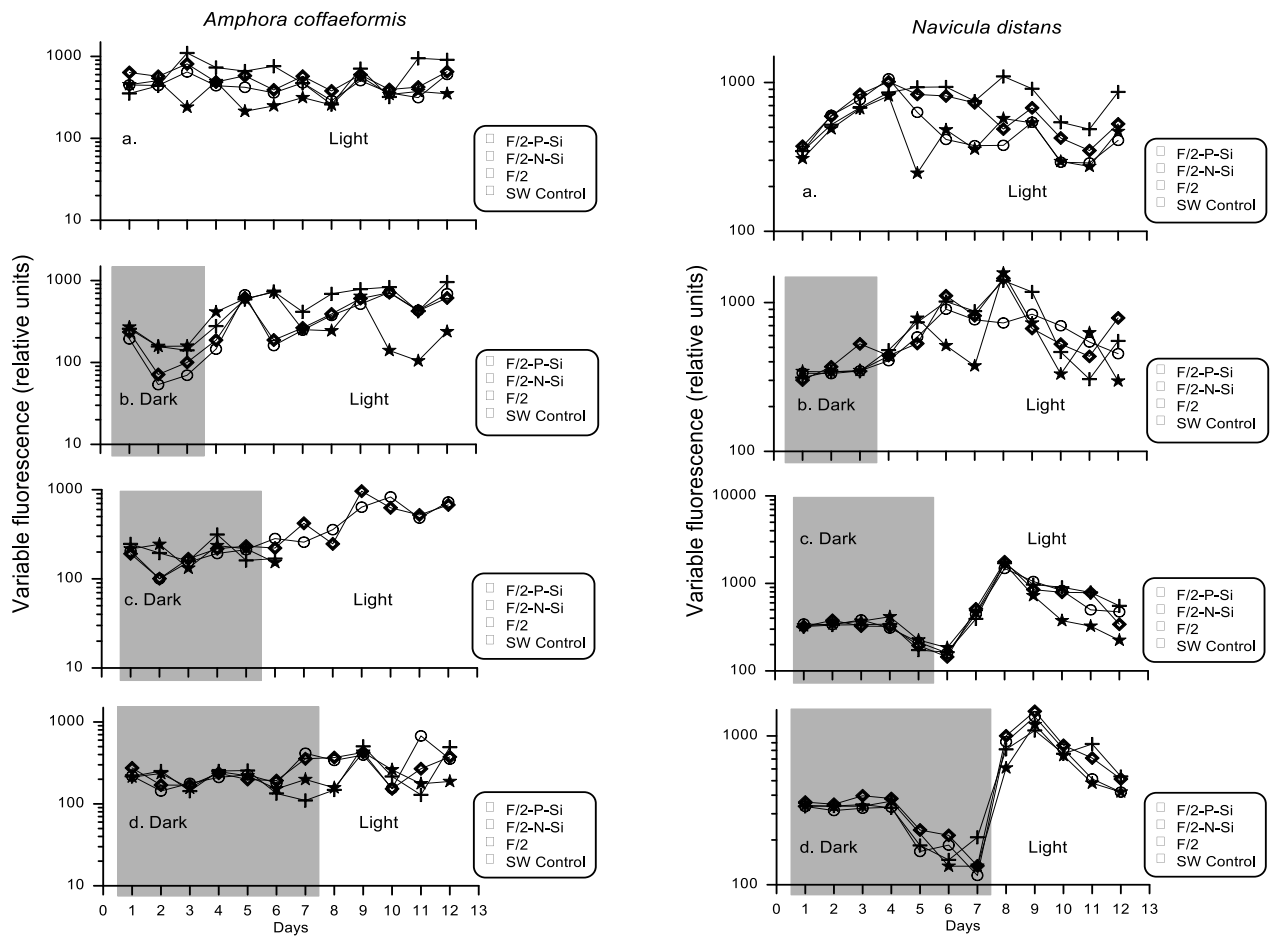 Amphora coffaeformis
Variable fluorescence (relative units)
1000
100
10
a.
Light
F/2-P-Si
F/2-N-Si
F/2
SW Control
1000
100
10
b. Dark
Light
F/2-P-Si
F/2-N-Si
F/2
SW Control
1000
100
10
c. Dark
Light
F/2-P-Si
F/2-N-Si
F/2
SW Control
1000
100
10
d. Dark
Light
F/2-P-Si
F/2-N-Si
F/2
SW Control
0 1 2 3 4 5 6 7 8 9 10 11 12 13
Days
Navicula distans
Variable fluorescence (relative units)
1000
100
a.
Light
F/2-P-Si
F/2-N-Si
F/2
SW Control
1000
100
b. Dark
Light
F/2-P-Si
F/2-N-Si
F/2
SW Control
10000
1000
100
c. Dark
Light
F/2-P-Si
F/2-N-Si
F/2
SW Control
1000
100
d. Dark
Light
F/2-P-Si
F/2-N-Si
F/2
SW Control
0 1 2 3 4 5 6 7 8 9 10 11 12 13
Days